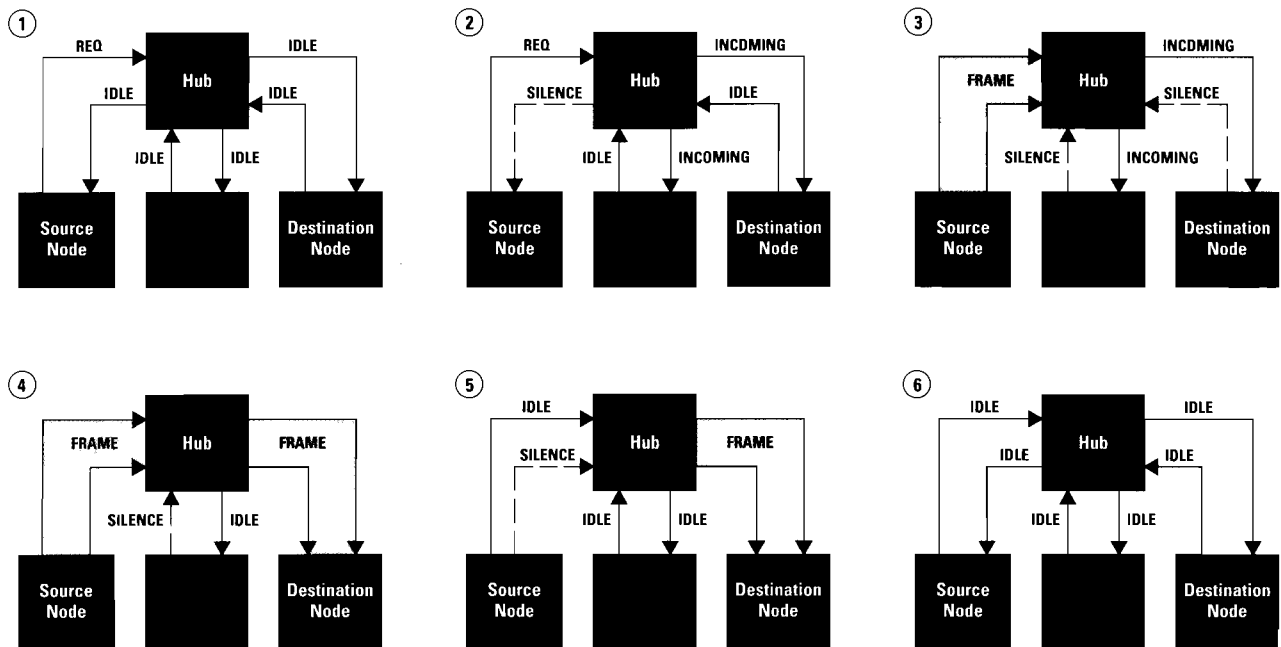 1
REQ
IDLE
Hub
IDLE
IDLE
IDLE
IDLE
Source
Node
Destination
Node
2
REQ
INCOMING
Hub
SILENCE
IDLE
IDLE
INCOMING
Source
Node
Destination
Node
3
INCOMING
FRAME
Hub
SILENCE
SILENCE
INCOMING
Source
Node
Destination
Node
4
FRAME
Hub
FRAME
SILENCE
IDLE
Source
Node
Destination
Node
5
IDLE
Hub
FRAME
SILENCE
IDLE
IDLE
Source
Node
Destination
Node
6
IDLE
IDLE
Hub
IDLE
IDLE
IDLE
IDLE
Source
Node
Destination
Node